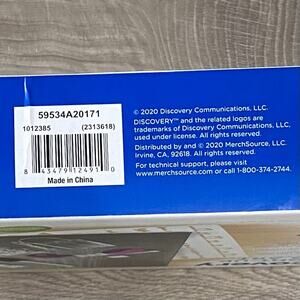 59534A20171
1012385 (2313618)
8 43479 12491 0
Made in China
© 2020 Discovery Communications, LLC.
DISCOVERY™ and the related logos are
trademarks of Discovery Communications, LLC,
used under license. All rights reserved.
Distributed by and © 2020 MerchSource, LLC.
Irvine, CA, 92618. All rights reserved.
For technical support, please visit
www.merchsource.com or call 1-800-374-2744.